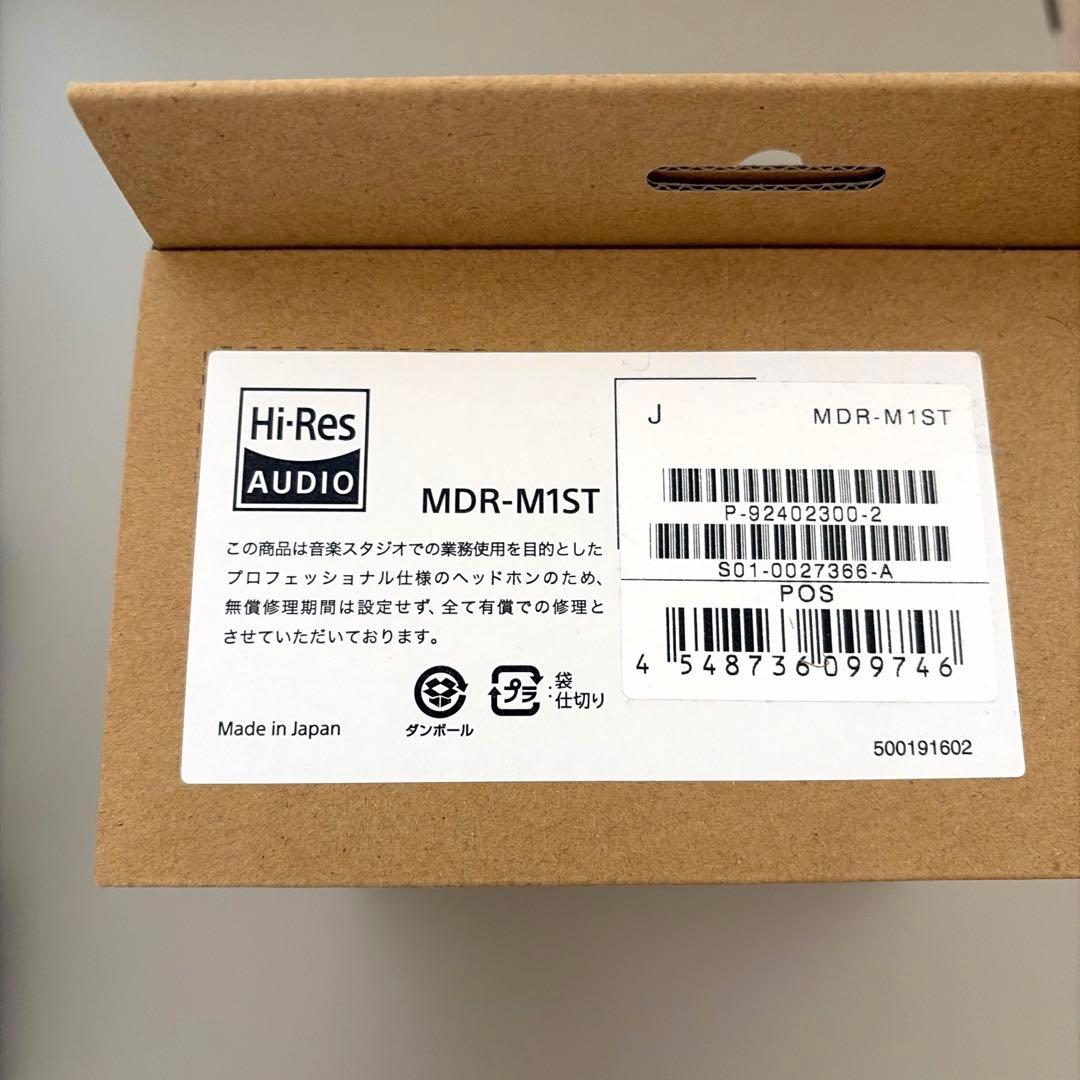 Hi-Res
AUDIO
MDR-M1ST
この商品は音楽スタジオでの業務使用を目的とした
プロフェッショナル仕様のヘッドホンのため、
無償修理期間は設定せず、全て有償での修理と
させていただいております。
ダンボール
プラ
:袋
仕切り
Made in Japan
J MDR-M1ST
P-92402300-2
S01-0027366-A
POS
4 548736 099746
500191602